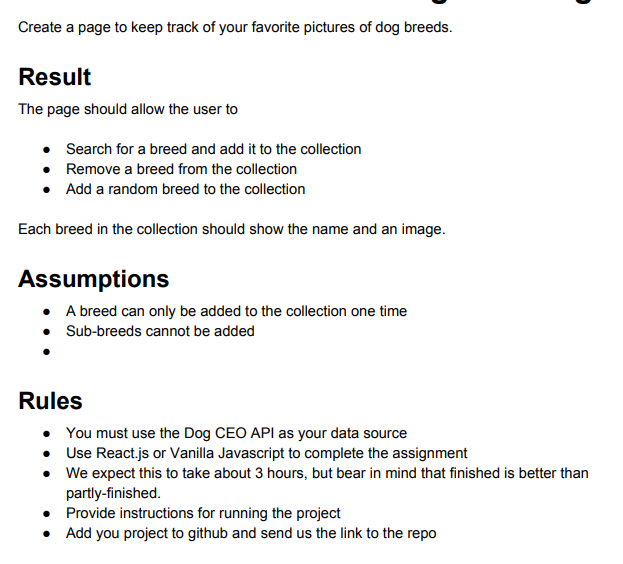 Create a page to keep track of your favorite pictures of dog breeds.
Result
The page should allow the user to
● Search for a breed and add it to the collection
● Remove a breed from the collection
● Add a random breed to the collection
Each breed in the collection should show the name and an image.
Assumptions
● A breed can only be added to the collection one time
● Sub-breeds cannot be added
●
Rules
● You must use the Dog CEO API as your data source
● Use React.js or Vanilla Javascript to complete the assignment
● We expect this to take about 3 hours, but bear in mind that finished is better than
partly-finished.
● Provide instructions for running the project
● Add you project to github and send us the link to the repo